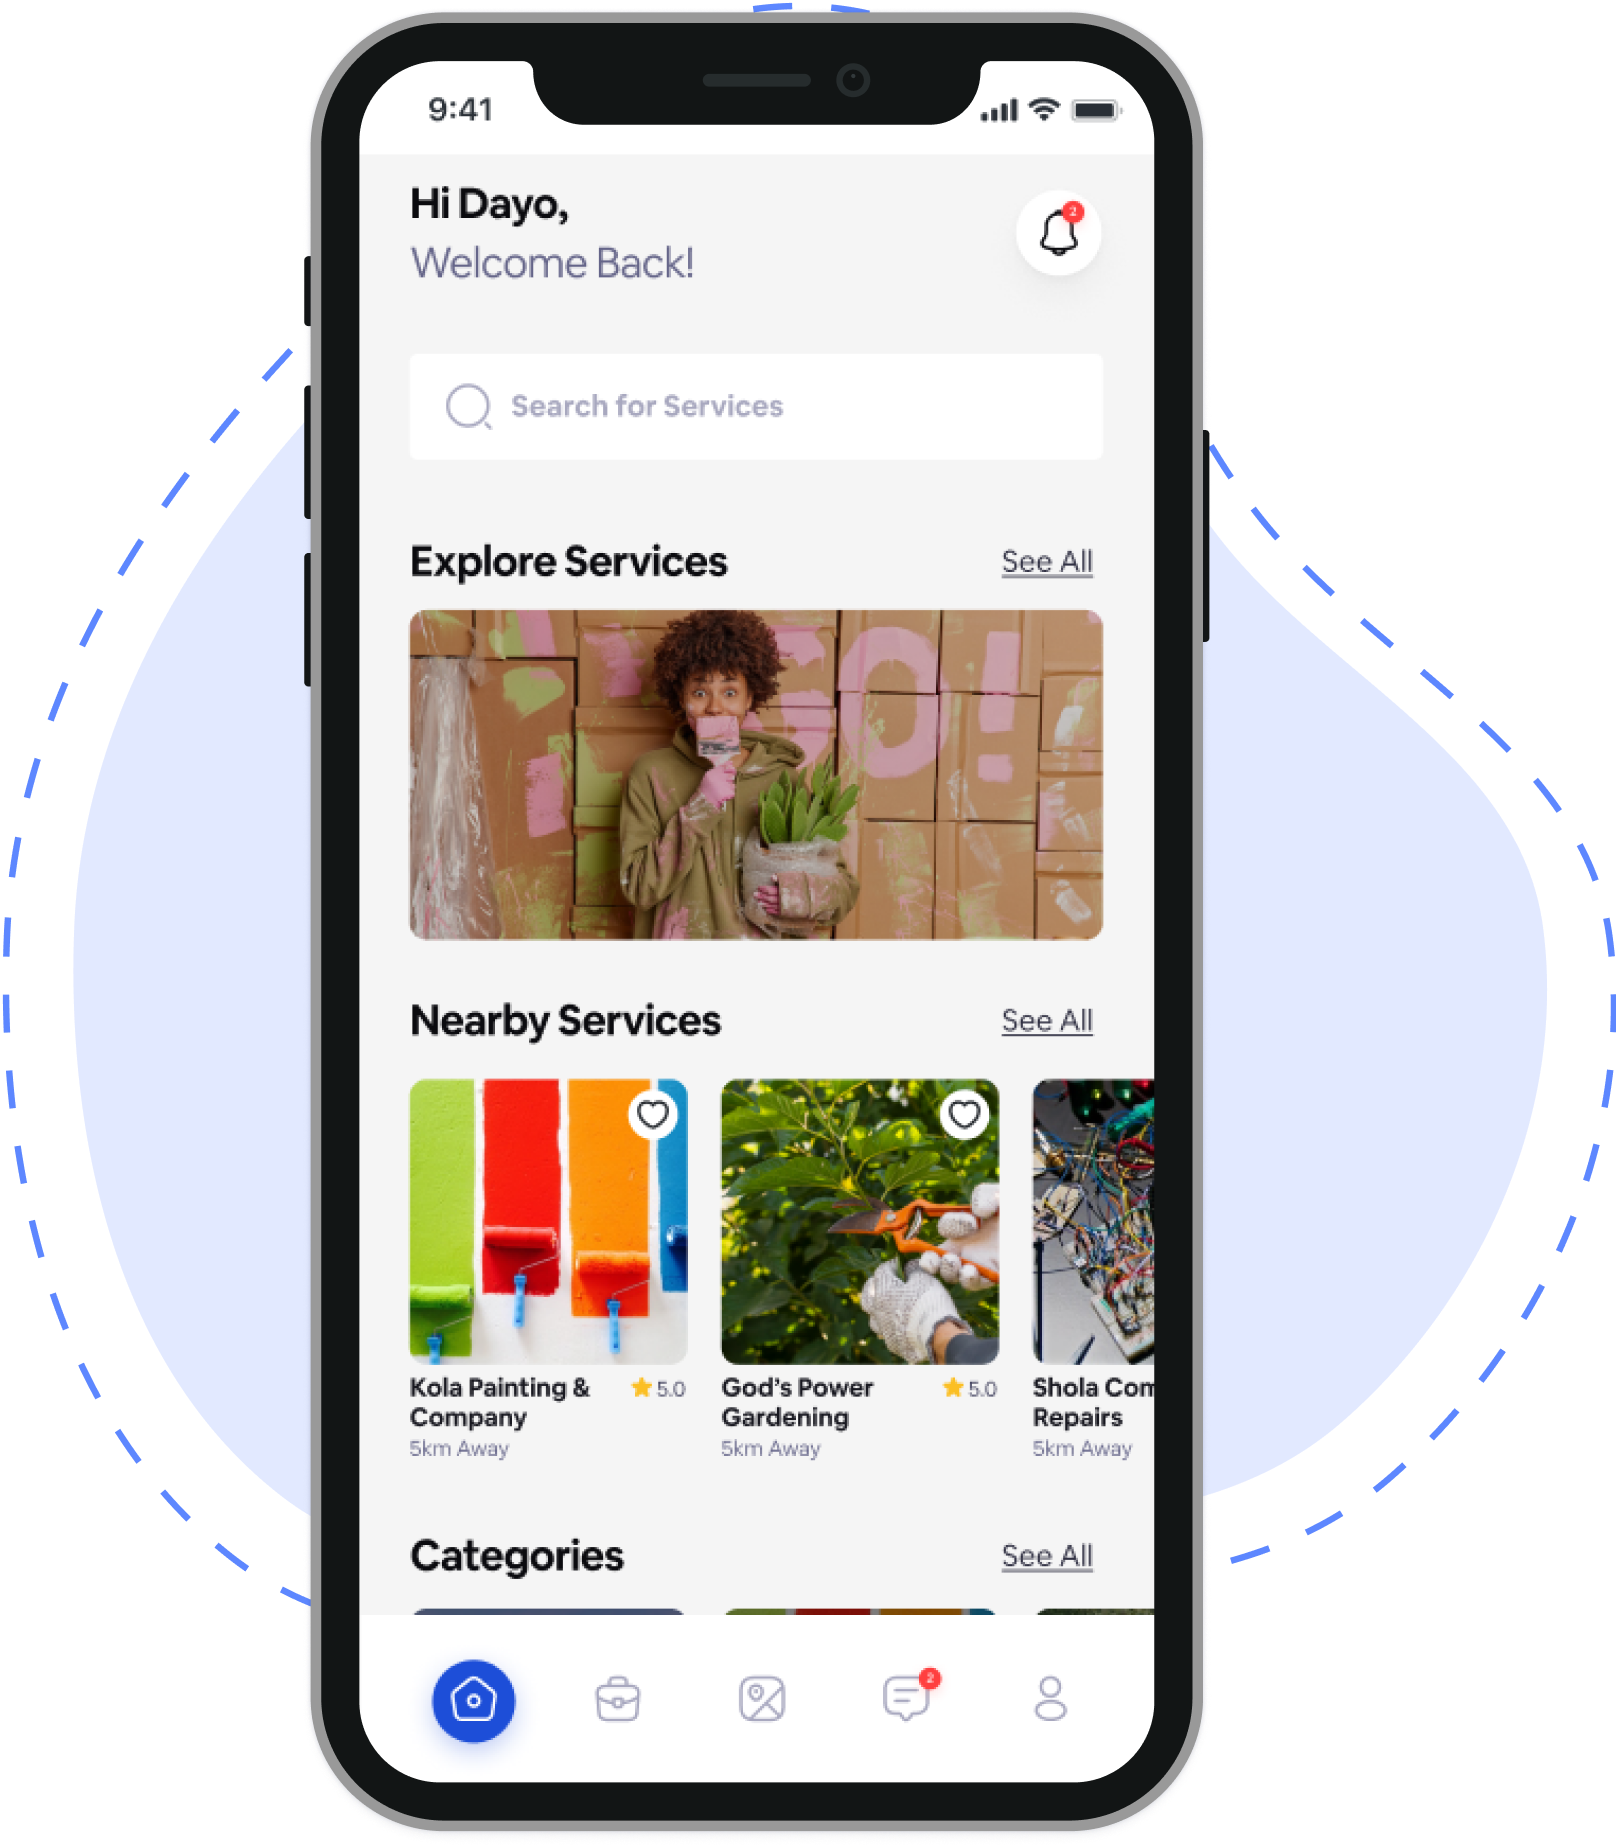 9:41
Hi Dayo,
2
Welcome Back!
Search for Services
Explore Services
See All
GO!
Nearby Services
See All
Kola Painting &
Company
5.0
5km Away
God's Power
Gardening
5.0
5km Away
Shola Com
Repairs
5km Away
Categories
See All
2